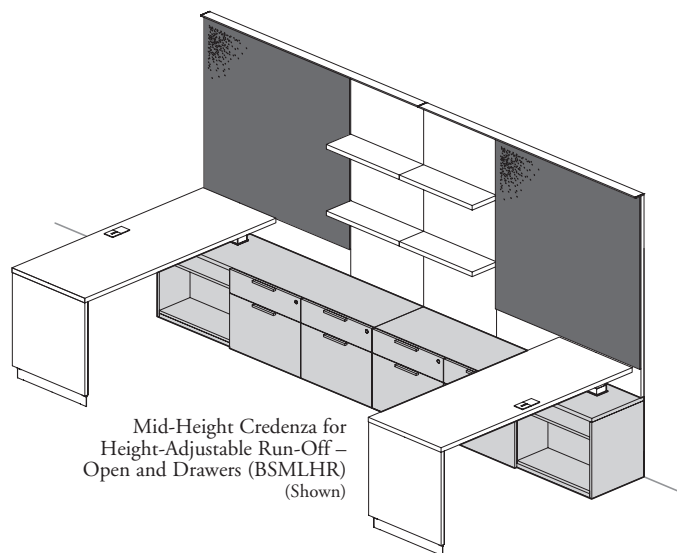 Mid-Height Credenza for
Height-Adjustable Run-Off –
Open and Drawers (BSMLHR)
(Shown)